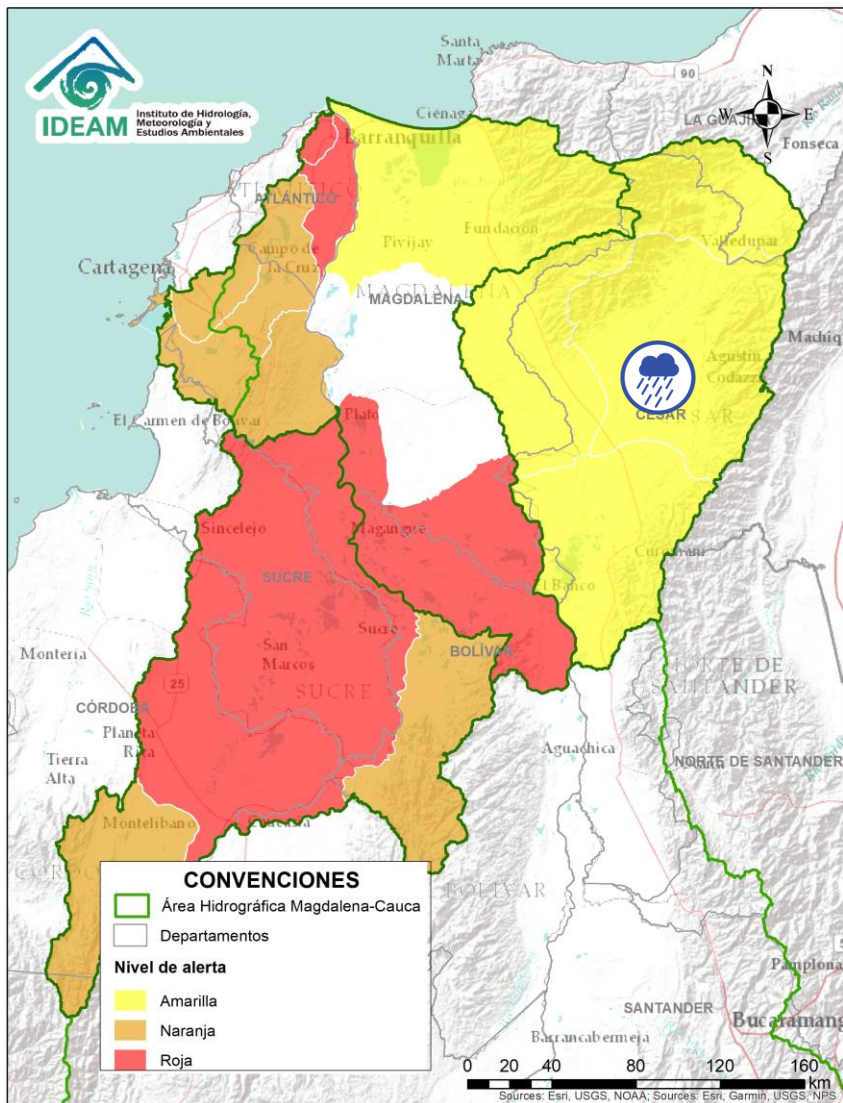 IDEAM
Instituto de Hidrología,
Meteorología y
Estudios Ambientales
Santa
Marta
90
N
W
E
S
LA GUAJIRA
Fonseca
Ciénaga
Barranquilla
ATLÁNTICO
ATLÁNTICO
Campo de
la Cruz
Cartagena
Pivijay
Fundación
Valledupar
MAGDALENA
MAGDALENA
Agustín
Codazzi
CESAR
El Carmen de Bolívar
Plato
Sincelejo
Magangué
SUCRE
El Banco
Sucre
San
Marcos
BOLÍVAR
SUCRE
Montería
25
CÓRDOBA
Planeta
Rica
Tierra
Alta
NORTE DE
SANTANDER
Aguachica
NORTE DE SANTANDER
Montelíbano
BOLÍVAR
CONVENCIONES
Área Hidrográfica Magdalena-Cauca
Departamentos
Nivel de alerta
Amarilla
Naranja
Roja
Pamplona
SANTANDER
Bucaramang
Barrancabermeja
0 20 40 80 120 160
km
Sources: Esri, USGS, NOAA; Sources: Esri, Garmin, USGS, NPS